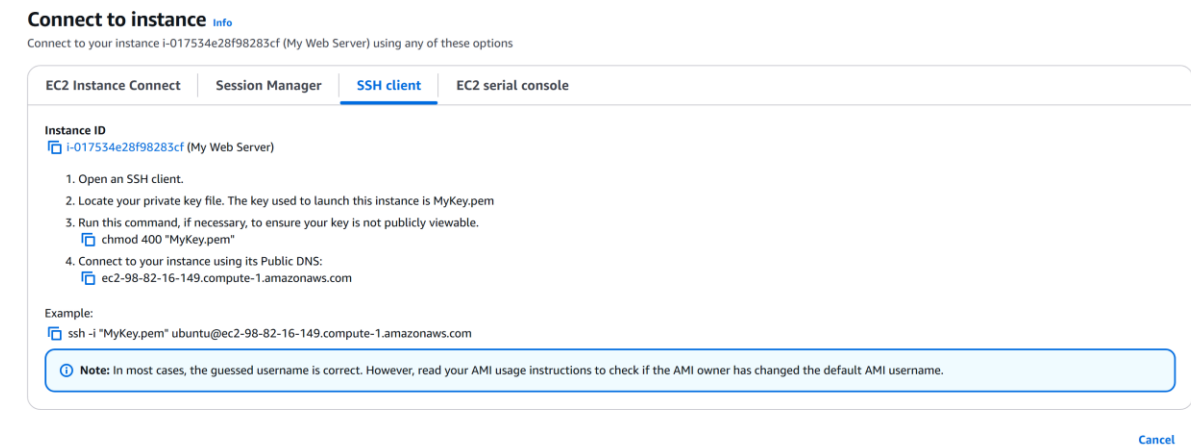 Connect to instance Info
Connect to your instance i-017534e28f98283cf (My Web Server) using any of these options
EC2 Instance Connect Session Manager SSH client EC2 serial console
Instance ID
i-017534e28f98283cf (My Web Server)
1. Open an SSH client.
2. Locate your private key file. The key used to launch this instance is MyKey.pem
3. Run this command, if necessary, to ensure your key is not publicly viewable.
chmod 400 "MyKey.pem"
4. Connect to your instance using its Public DNS:
ec2-98-82-16-149.compute-1.amazonaws.com
Example:
ssh -i "MyKey.pem" ubuntu@ec2-98-82-16-149.compute-1.amazonaws.com
Note: In most cases, the guessed username is correct. However, read your AMI usage instructions to check if the AMI owner has changed the default AMI username.
Cancel